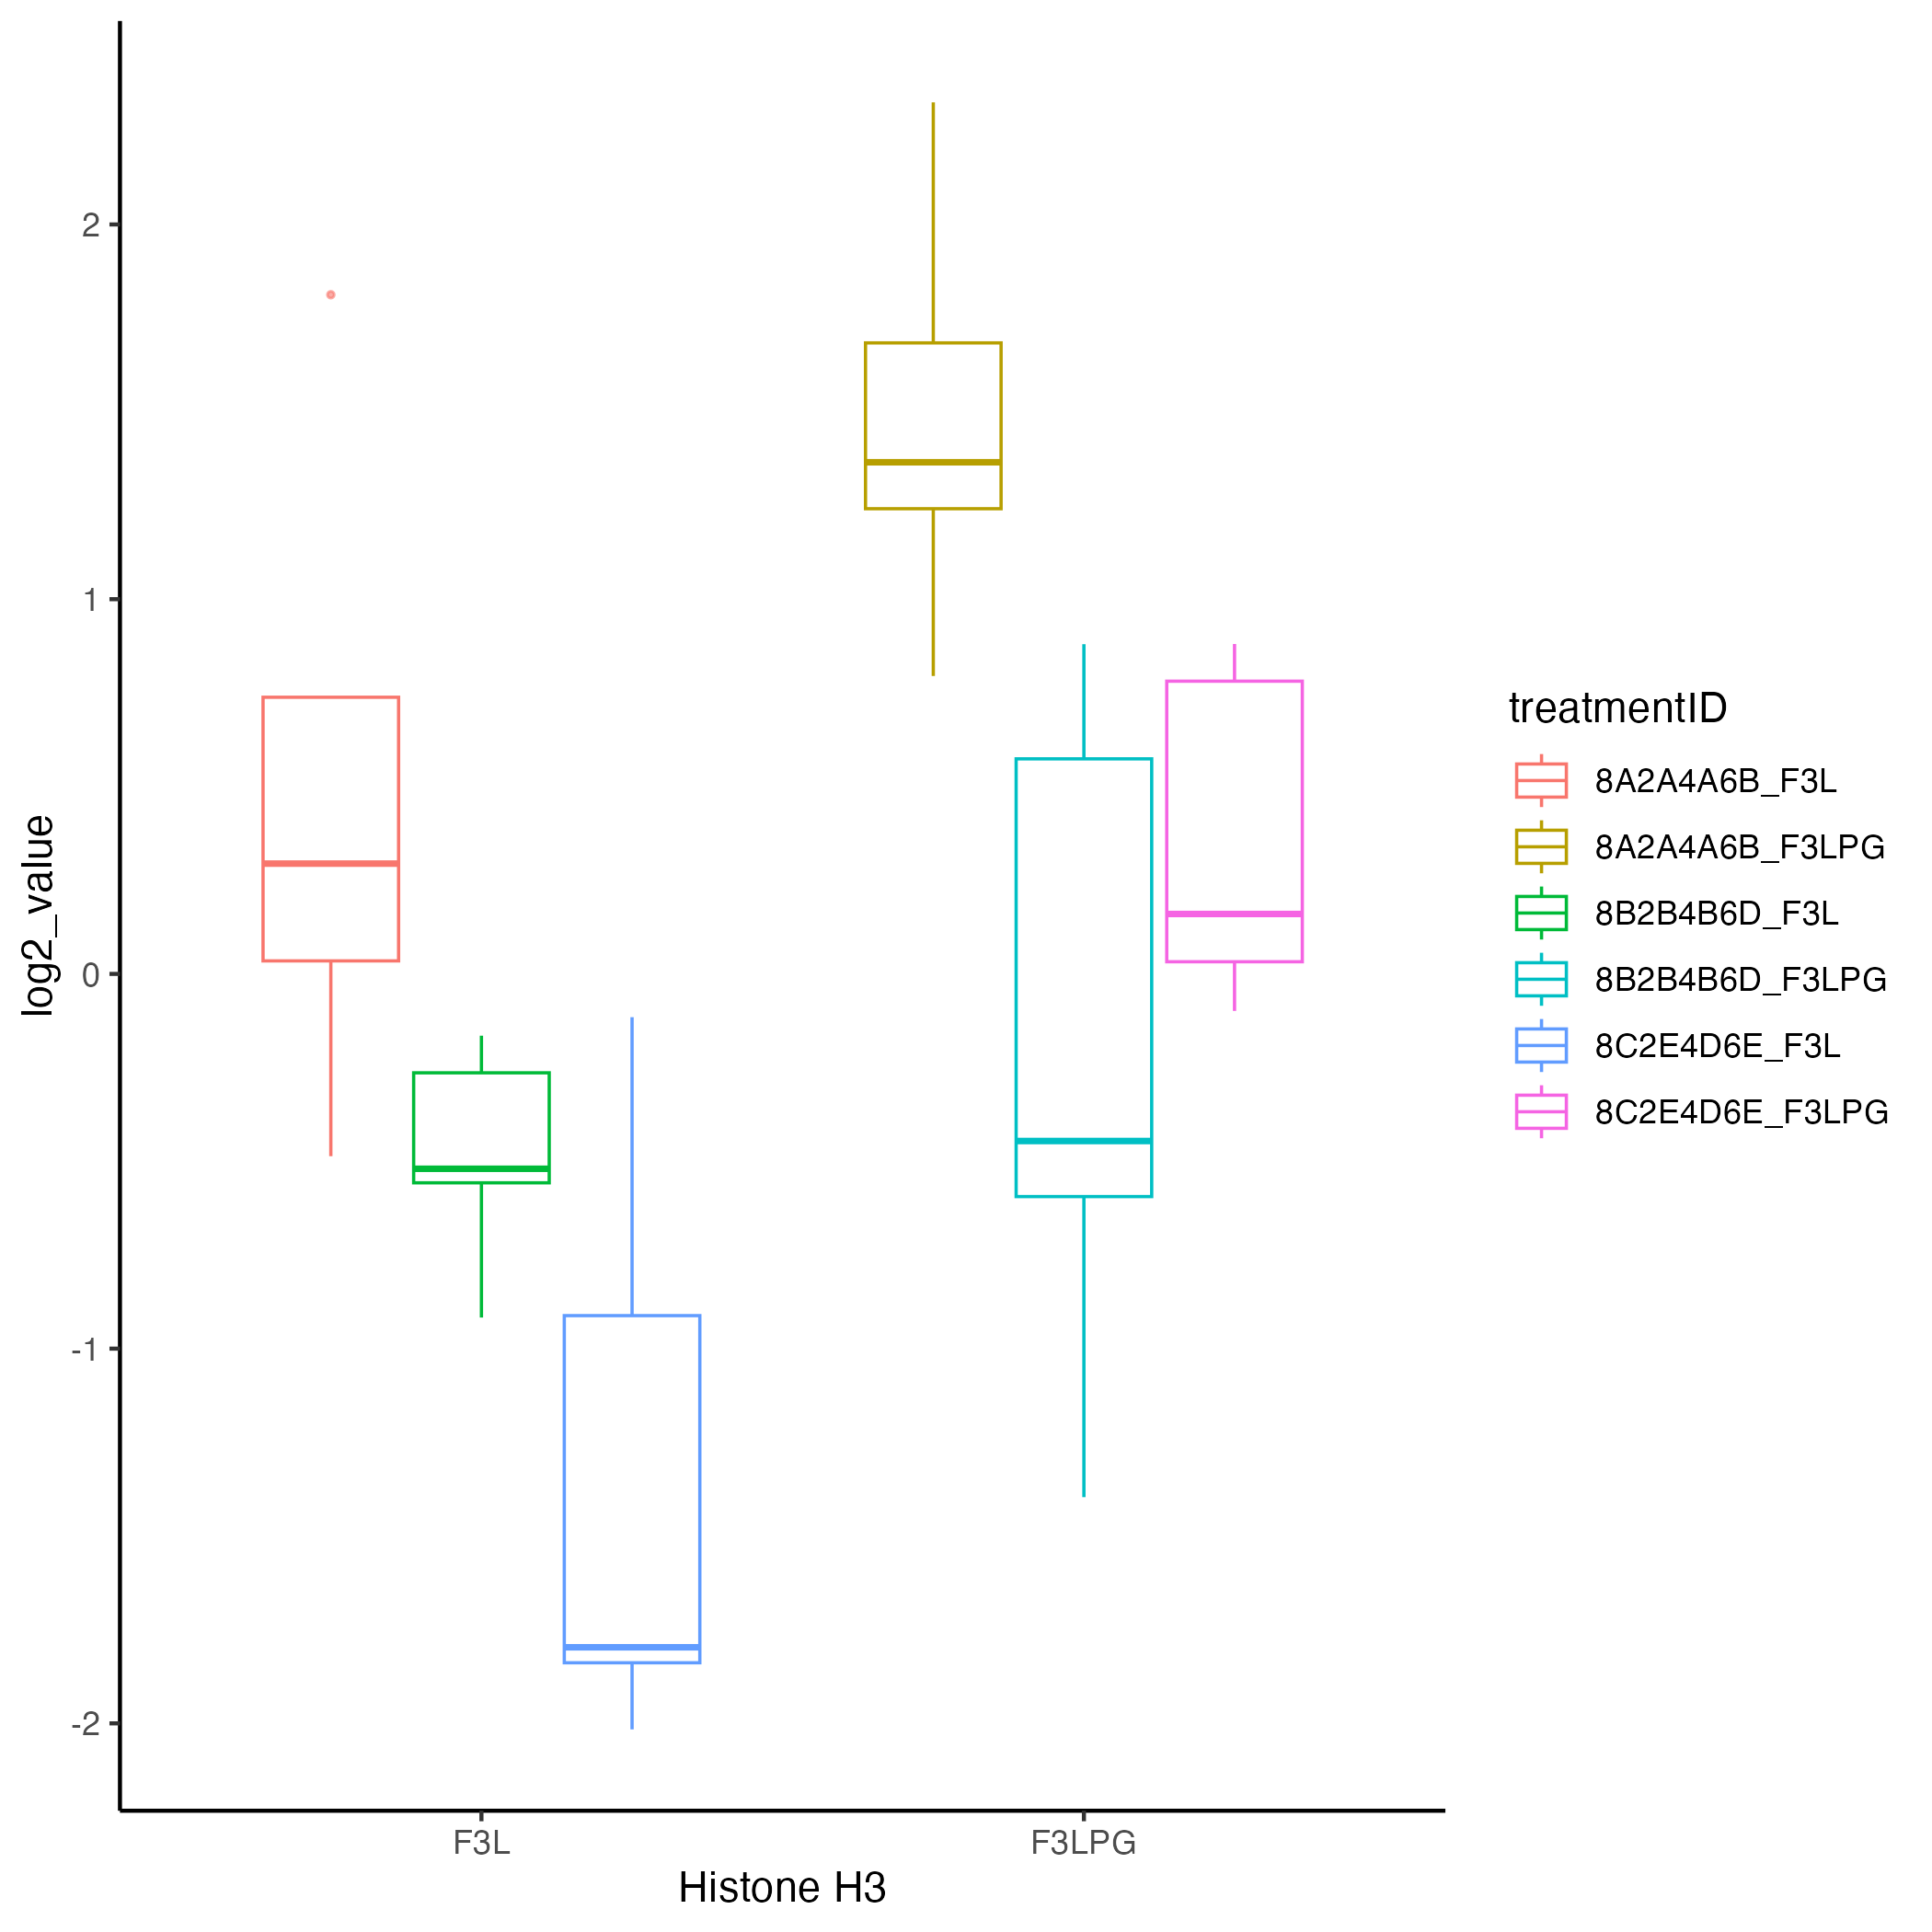 log2_value
2
1
0
-1
-2
F3L
F3LPG
Histone H3
treatmentID
8A2A4A6B_F3L
8A2A4A6B_F3LPG
8B2B4B6D_F3L
8B2B4B6D_F3LPG
8C2E4D6E_F3L
8C2E4D6E_F3LPG